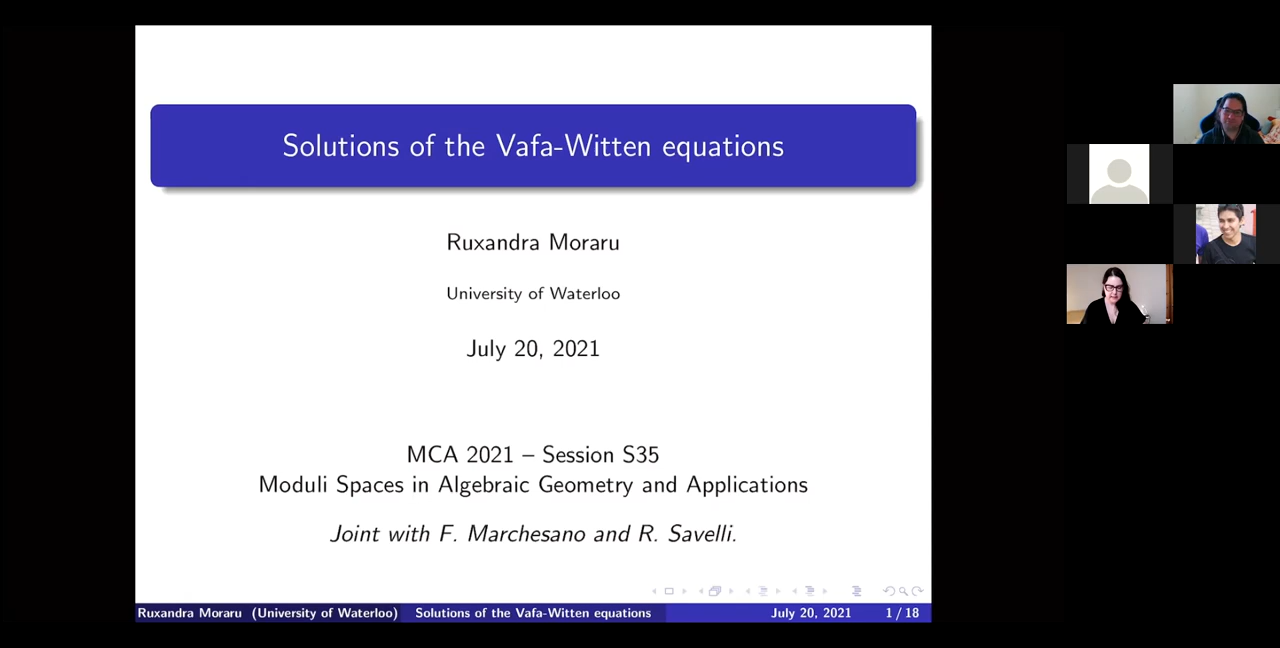 Solutions of the Vafa-Witten equations
Ruxandra Moraru
University of Waterloo
July 20, 2021
MCA 2021 – Session S35
Moduli Spaces in Algebraic Geometry and Applications
Joint with F. Marchesano and R. Savelli.
Ruxandra Moraru (University of Waterloo) Solutions of the Vafa-Witten equations July 20, 2021 1 / 18